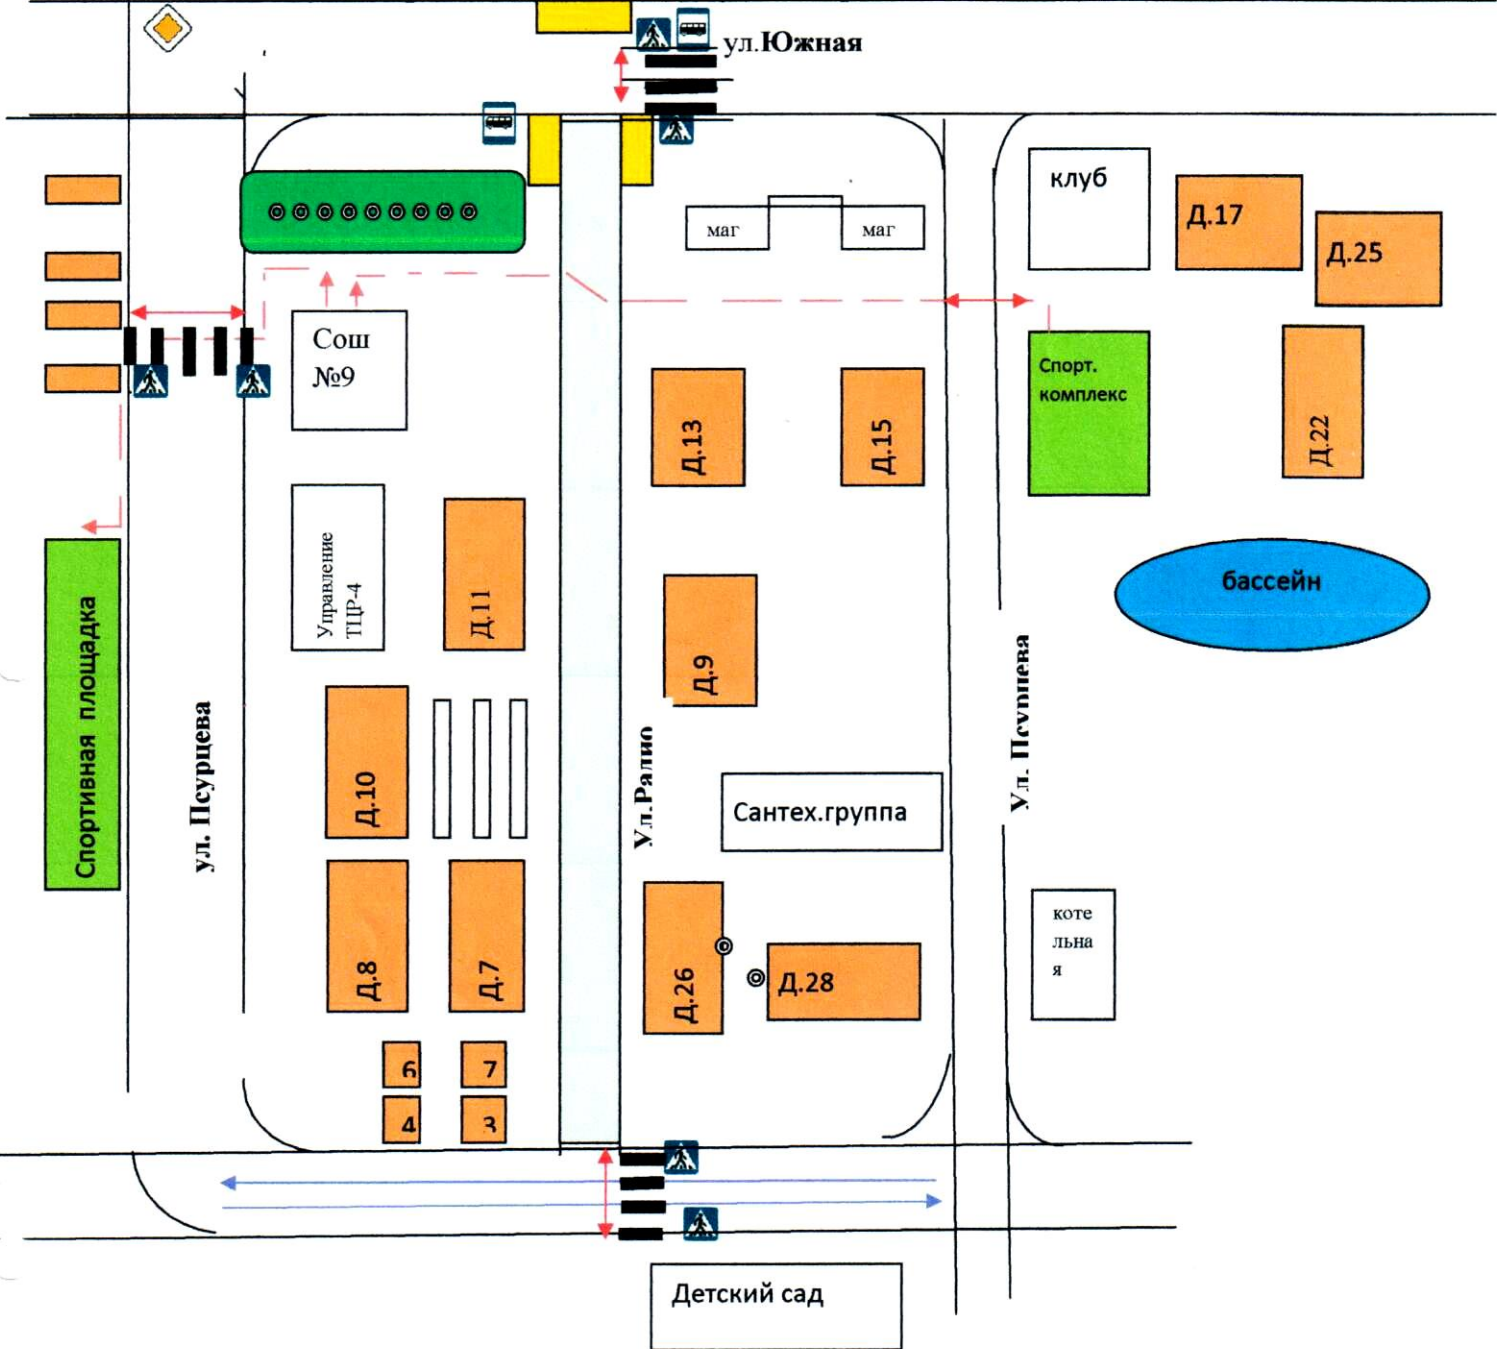 ул.Южная
клуб
Д.17
Д.25
маг
маг
Сош
№9
Спорт.
комплекс
Д.13
Д.15
Д.22
Управление
ТЦР-4
Д.11
бассейн
Спортивная площадка
ул. Псурцева
Д.10
Д.9
Ул.Радио
Ул. Псурцева
Сантех.группа
Д.8
Д.7
Д.26
Д.28
коте
льна
я
6
7
4
3
Детский сад